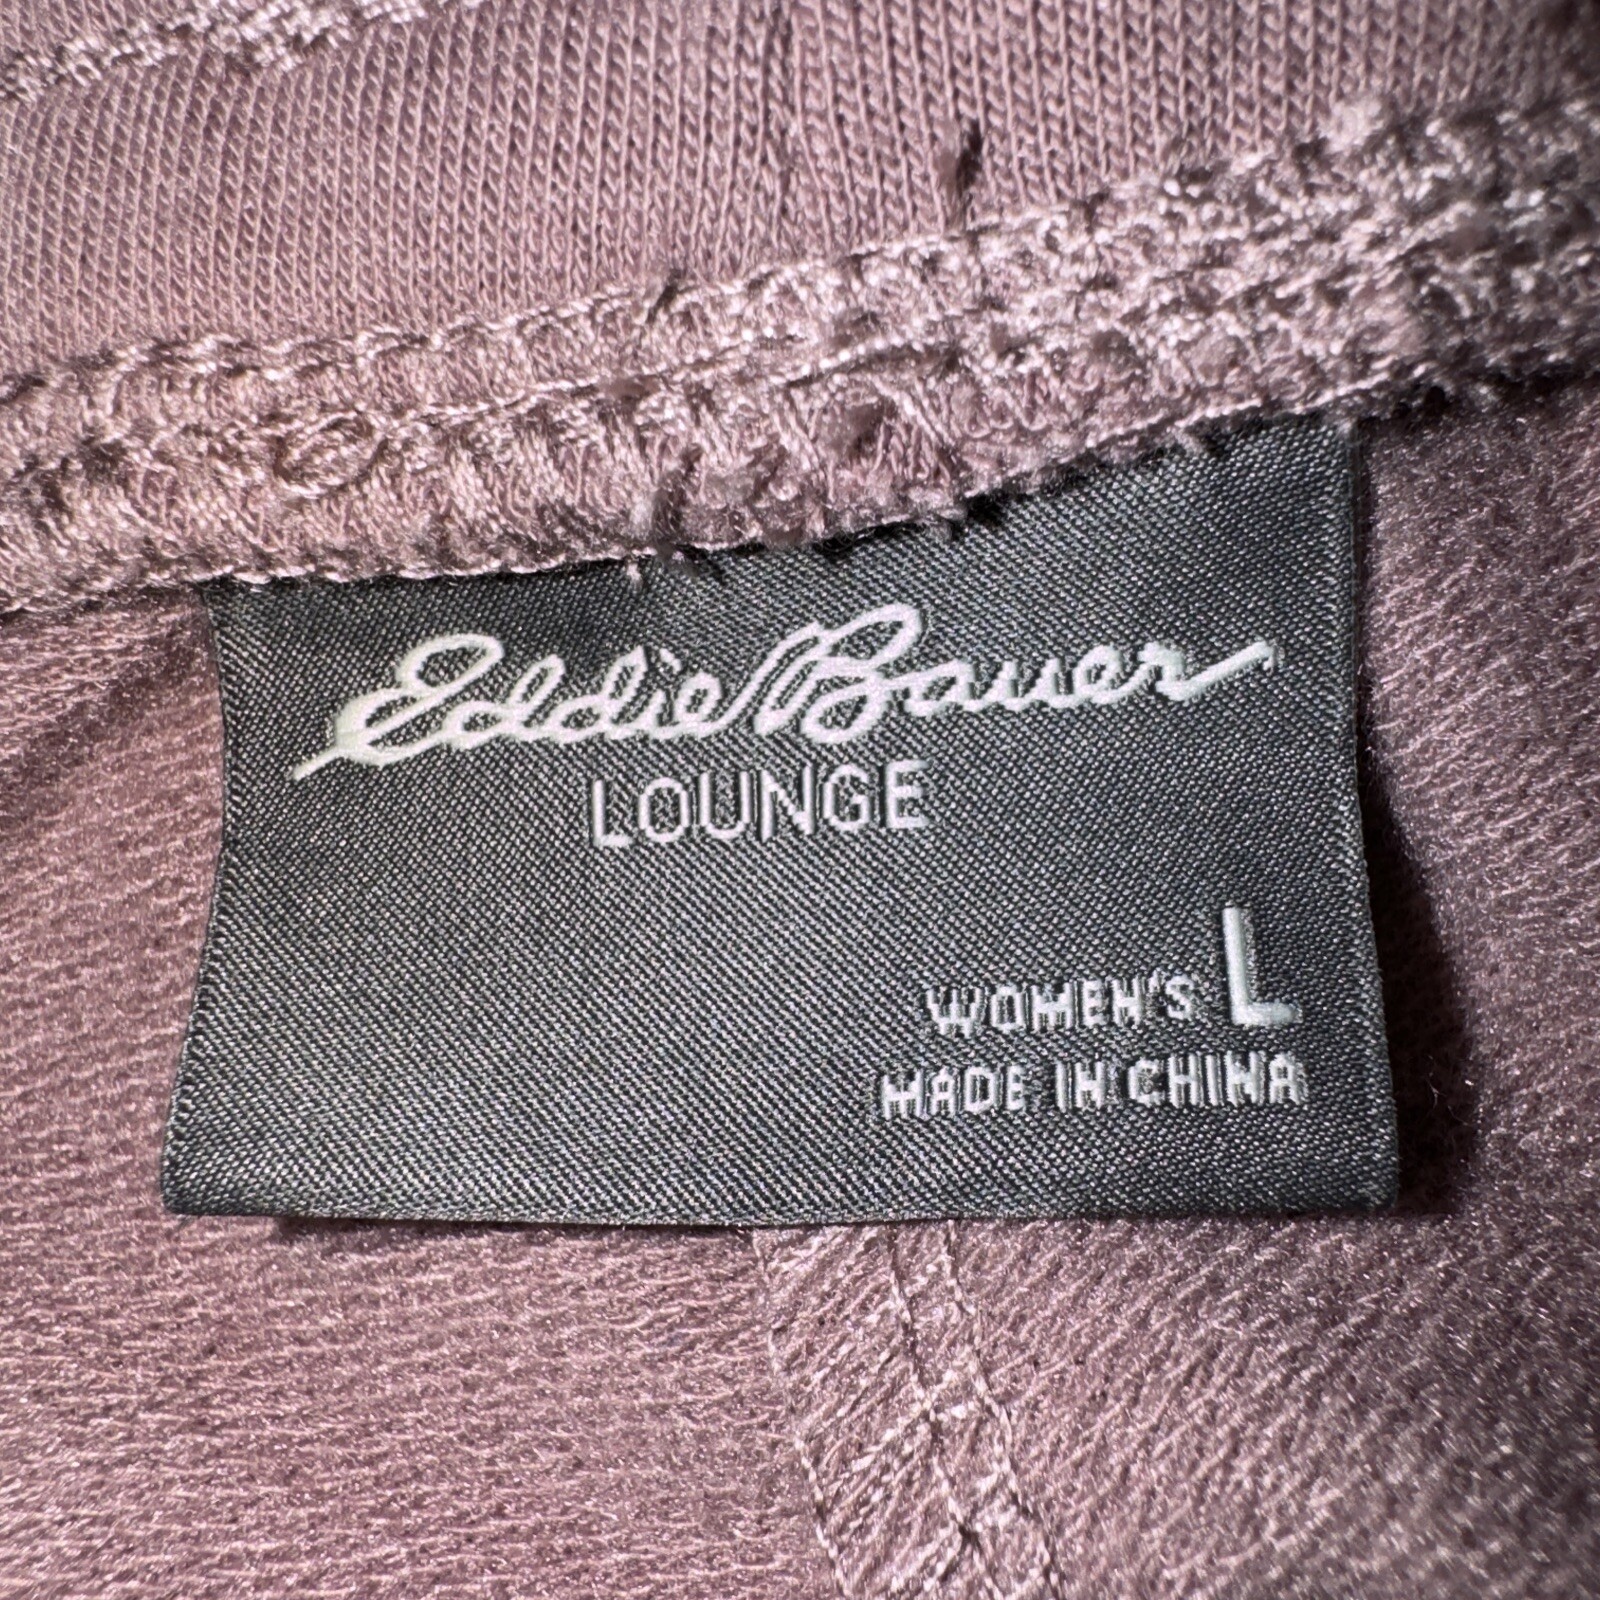 Eddie Bauer
LOUNGE
WOMEN'S L
MADE IN CHINA